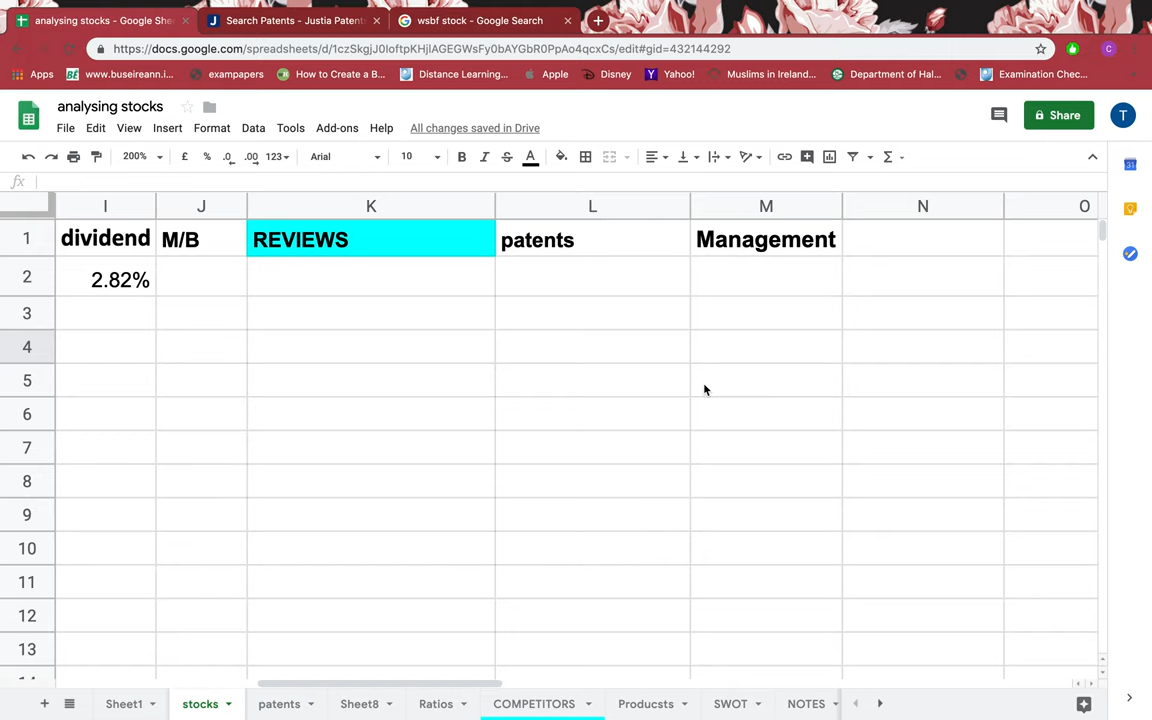 analysing stocks - Google She
Search Patents - Justia Patent
wsbf stock - Google Search
https://docs.google.com/spreadsheets/d/1czSkgjJ0IoftpKHjIAGEGWsFy0bAYGbR0PpAo4qcxCs/edit#gid=432144292
Apps
www.buseireann.i...
exampapers
How to Create a B...
Distance Learning...
Apple
Disney
Yahoo!
Muslims in Ireland...
Department of Hal...
Examination Chec...
analysing stocks
File Edit View Insert Format Data Tools Add-ons Help All changes saved in Drive
Share
T
200% £ % .0 .00 123 Arial 10 B I S A Σ
fx
I J K L M N O
1 dividend M/B REVIEWS patents Management
2 2.82%
3
4
5
6
7
8
9
10
11
12
13
Sheet1 stocks patents Sheet8 Ratios COMPETITORS Producsts SWOT NOTES